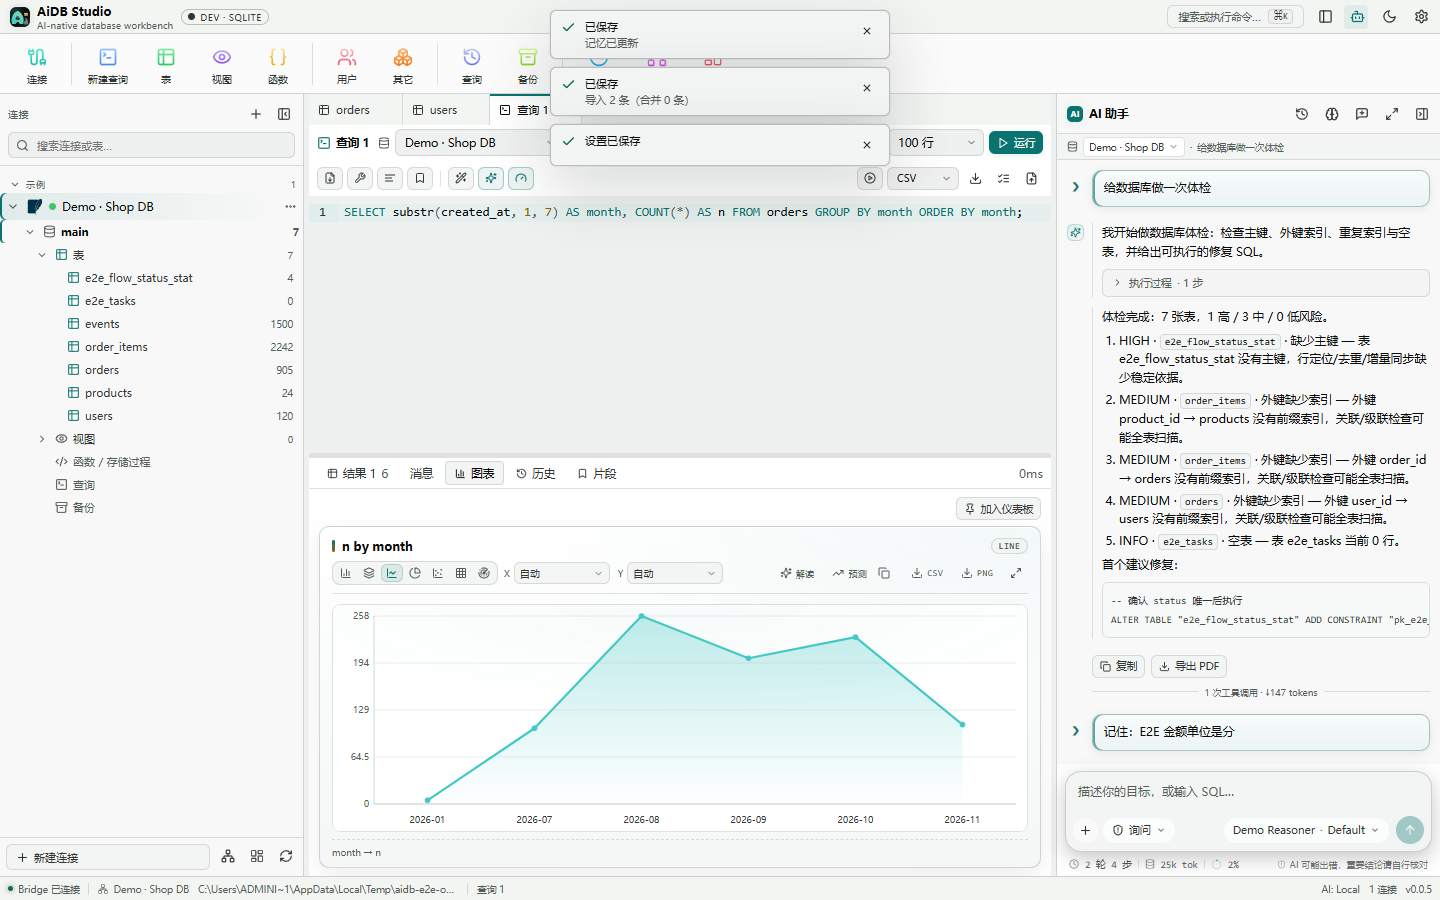 AiDB Studio
AI-native database workbench
DEV · SQLITE
搜索或执行命令... ⌘K
连接
新建查询
表
视图
函数
用户
其它
查询
备份
已保存
记忆已更新
已保存
导入 2 条（合并 0 条）
设置已保存
连接
搜索连接或表...
示例 1
Demo · Shop DB
main 7
表 7
e2e_flow_status_stat 4
e2e_tasks 0
events 1500
order_items 2242
orders 905
products 24
users 120
视图 0
函数 / 存储过程
查询
备份
新建连接
orders
users
查询 1
查询 1
Demo · Shop DB
100 行
运行
CSV
1 SELECT substr(created_at, 1, 7) AS month, COUNT(*) AS n FROM orders GROUP BY month ORDER BY month;
结果 1 6
消息
图表
历史
片段
0ms
加入仪表板
n by month
LINE
X 自动
Y 自动
解读
预测
CSV
PNG
258
194
129
64.5
0
2026-01
2026-07
2026-08
2026-09
2026-10
2026-11
month → n
AI AI 助手
Demo · Shop DB · 给数据库做一次体检
给数据库做一次体检
我开始做数据库体检：检查主键、外键索引、重复索引与空
表，并给出可执行的修复 SQL。
执行过程 · 1 步
体检完成：7 张表，1 高 / 3 中 / 0 低风险。
1. HIGH · e2e_flow_status_stat · 缺少主键 — 表
e2e_flow_status_stat 没有主键，行定位/去重/增量同步缺
少稳定依据。
2. MEDIUM · order_items · 外键缺少索引 — 外键
product_id → products 没有前缀索引，关联/级联检查可
能全表扫描。
3. MEDIUM · order_items · 外键缺少索引 — 外键 order_id
→ orders 没有前缀索引，关联/级联检查可能全表扫描。
4. MEDIUM · orders · 外键缺少索引 — 外键 user_id →
users 没有前缀索引，关联/级联检查可能全表扫描。
5. INFO · e2e_tasks · 空表 — 表 e2e_tasks 当前 0 行。
首个建议修复：
-- 确认 status 唯一后执行
ALTER TABLE "e2e_flow_status_stat" ADD CONSTRAINT "pk_e2e_
复制
导出 PDF
1 次工具调用 · ↓147 tokens
记住：E2E 金额单位是分
描述你的目标，或输入 SQL...
询问
Demo Reasoner · Default
2 轮 4 步
25k tok
2%
AI 可能出错，重要结论请自行核对
Bridge 已连接
Demo · Shop DB
C:\Users\ADMINI~1\AppData\Local\Temp\aidb-e2e-o...
查询 1
AI: Local
1 连接
v0.0.5